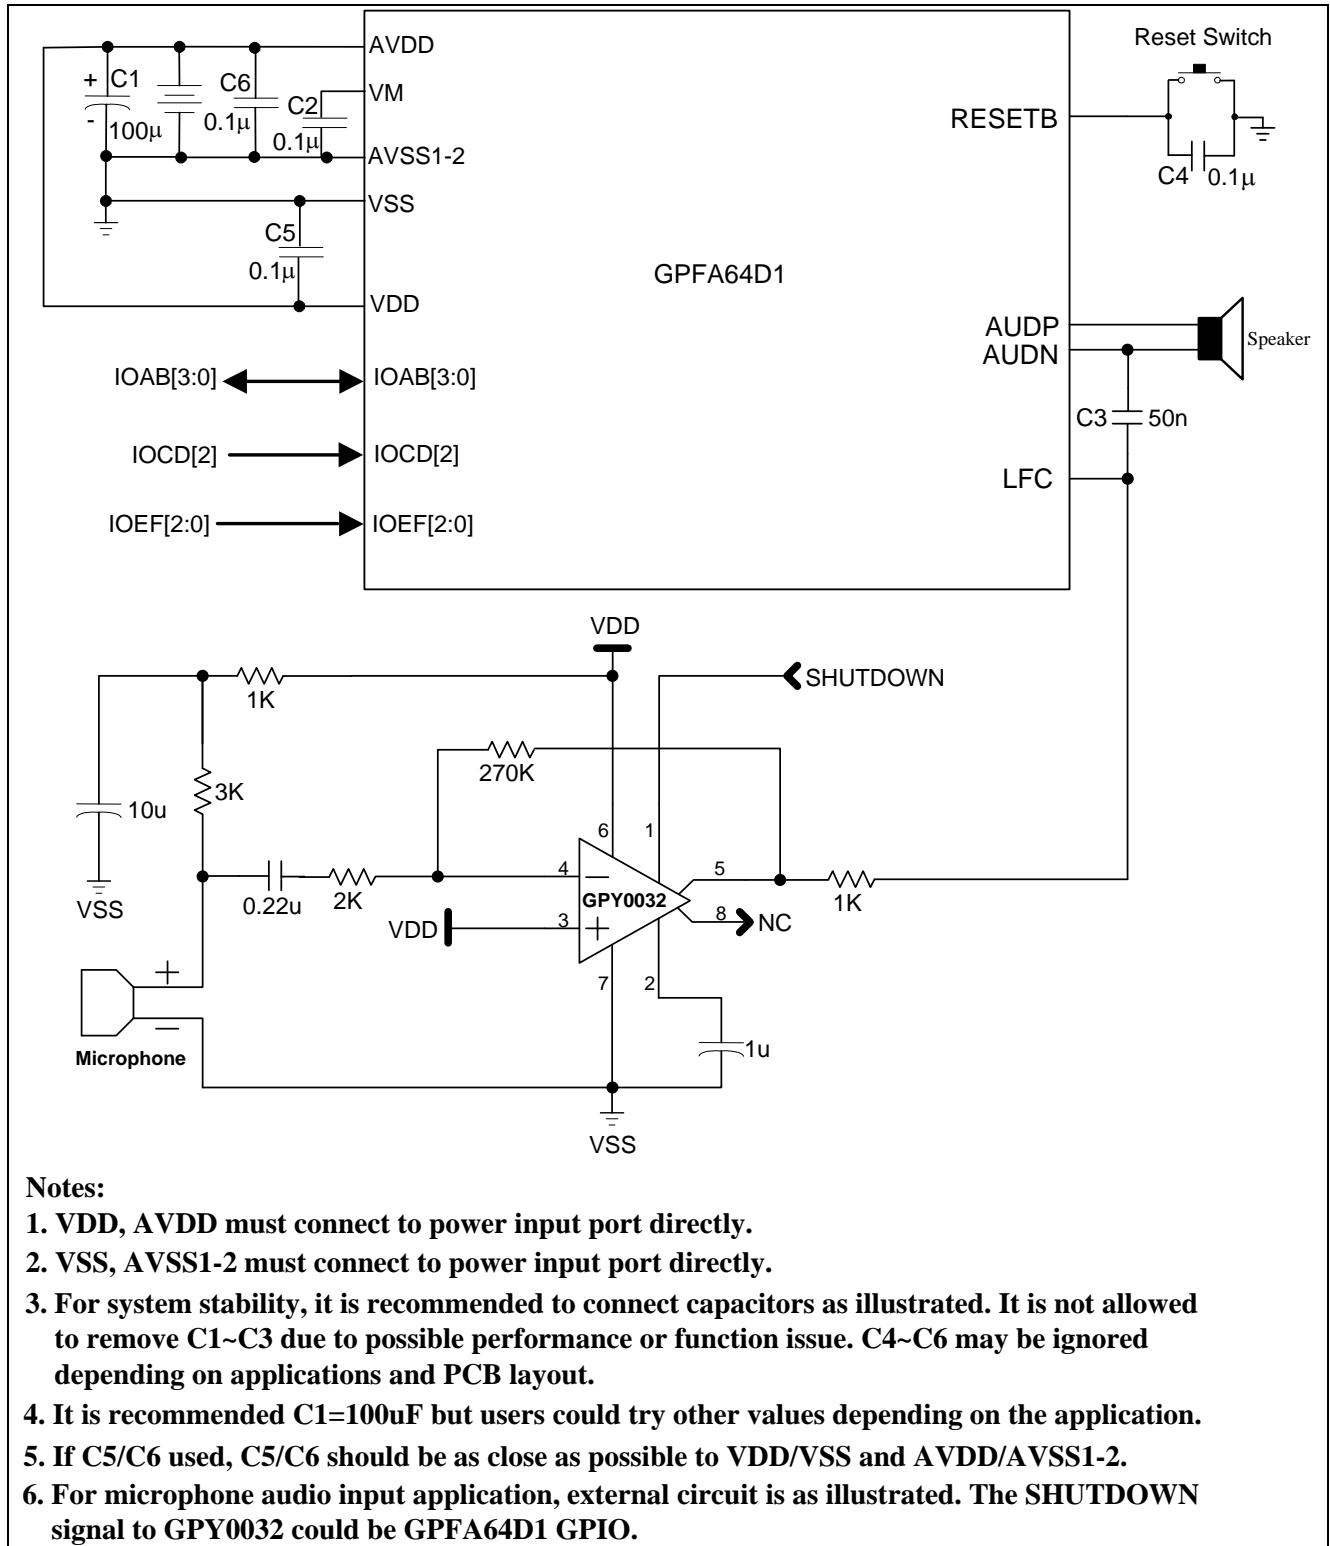 AVDD
VM
AVSS1-2
VSS
VDD
+ C1
-
100µ
C6
0.1µ
C2
0.1µ
C5
0.1µ
IOAB[3:0]
IOAB[3:0]
IOCD[2]
IOCD[2]
IOEF[2:0]
IOEF[2:0]
GPFA64D1
Reset Switch
RESETB
C4 0.1µ
AUDP
AUDN
Speaker
C3 50n
LFC
VDD
SHUTDOWN
1K
270K
3K
10u
VSS
0.22u
2K
6
1
4
5
GPY0032
3
8
NC
VDD
7
2
1K
+
−
−
+
Microphone
1u
VSS
Notes:
1. VDD, AVDD must connect to power input port directly.
2. VSS, AVSS1-2 must connect to power input port directly.
3. For system stability, it is recommended to connect capacitors as illustrated. It is not allowed
to remove C1~C3 due to possible performance or function issue. C4~C6 may be ignored
depending on applications and PCB layout.
4. It is recommended C1=100uF but users could try other values depending on the application.
5. If C5/C6 used, C5/C6 should be as close as possible to VDD/VSS and AVDD/AVSS1-2.
6. For microphone audio input application, external circuit is as illustrated. The SHUTDOWN
signal to GPY0032 could be GPFA64D1 GPIO.